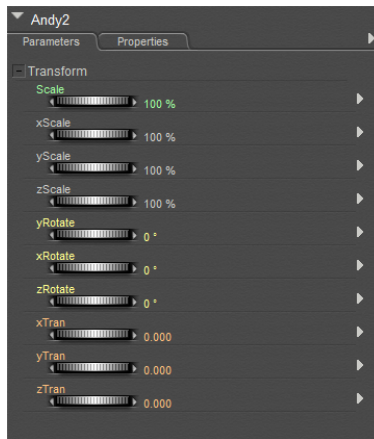 Andy2
Parameters Properties
Transform
Scale
100 %
xScale
100 %
yScale
100 %
zScale
100 %
yRotate
0 °
xRotate
0 °
zRotate
0 °
xTran
0.000
yTran
0.000
zTran
0.000